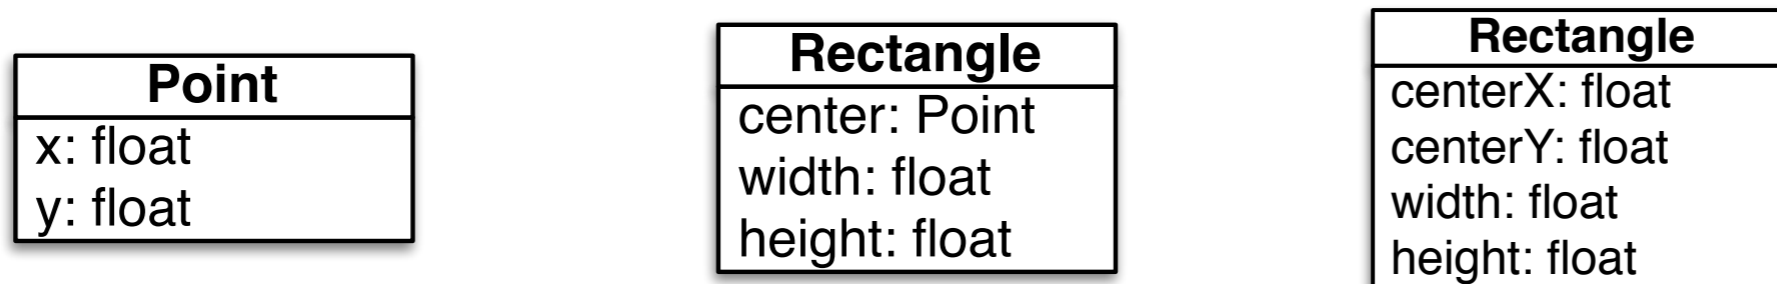 Point
x: float
y: float
Rectangle
center: Point
width: float
height: float
Rectangle
centerX: float
centerY: float
width: float
height: float